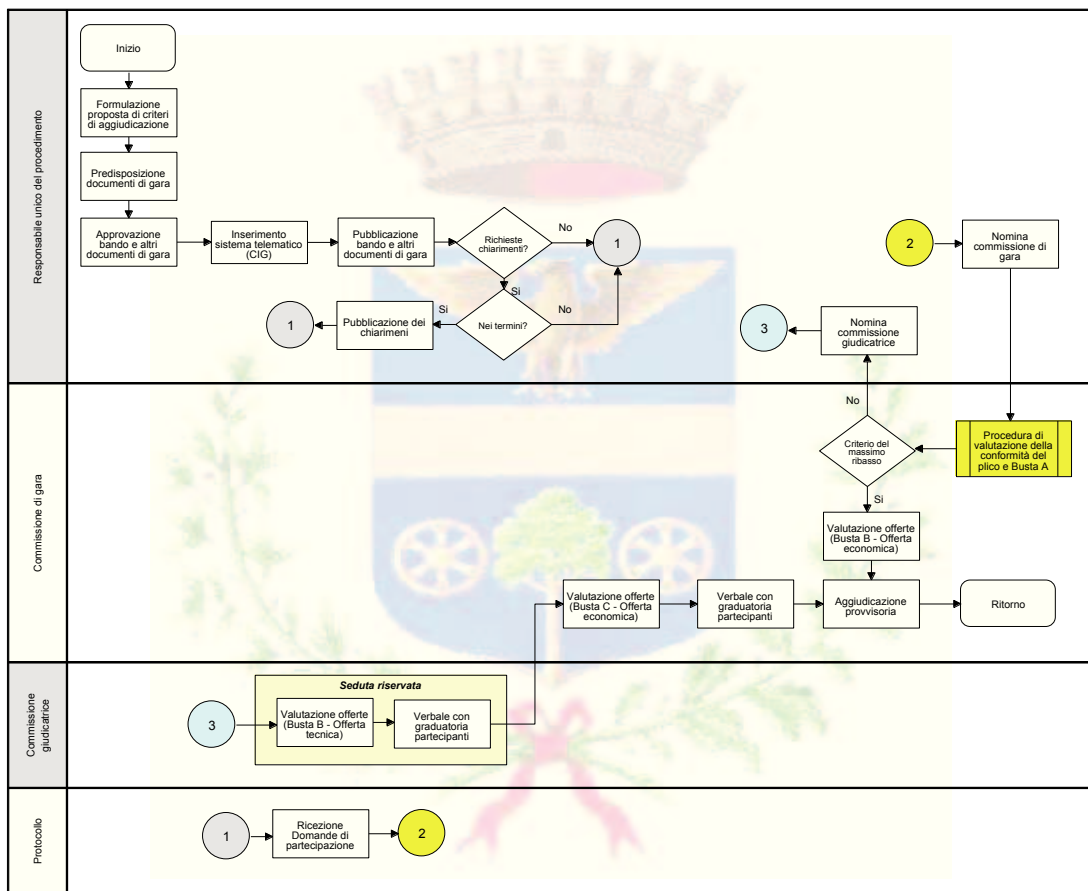 Responsabile unico del procedimento
Inizio
Formulazione
proposta di criteri
di aggiudicazione
Predisposizione
documenti di gara
Approvazione
bando e altri
documenti di gara
Inserimento
sistema telematico
(CIG)
Pubblicazione
bando e altri
documenti di gara
Richieste
chiarimenti?
No
1
Si
Nei termini?
No
Si
Pubblicazione dei
chiarimeni
1
2
Nomina
commissione di
gara
Nomina
commissione
giudicatrice
3
Commissione di gara
No
Criterio del
massimo
ribasso
Procedura di
valutazione della
conformità del
plico e Busta A
Si
Valutazione offerte
(Busta B - Offerta
economica)
Valutazione offerte
(Busta C - Offerta
economica)
Verbale con
graduatoria
partecipanti
Aggiudicazione
provvisoria
Ritorno
Commissione
giudicatrice
3
Seduta riservata
Valutazione offerte
(Busta B - Offerta
tecnica)
Verbale con
graduatoria
partecipanti
Protocollo
1
Ricezione
Domande di
partecipazione
2